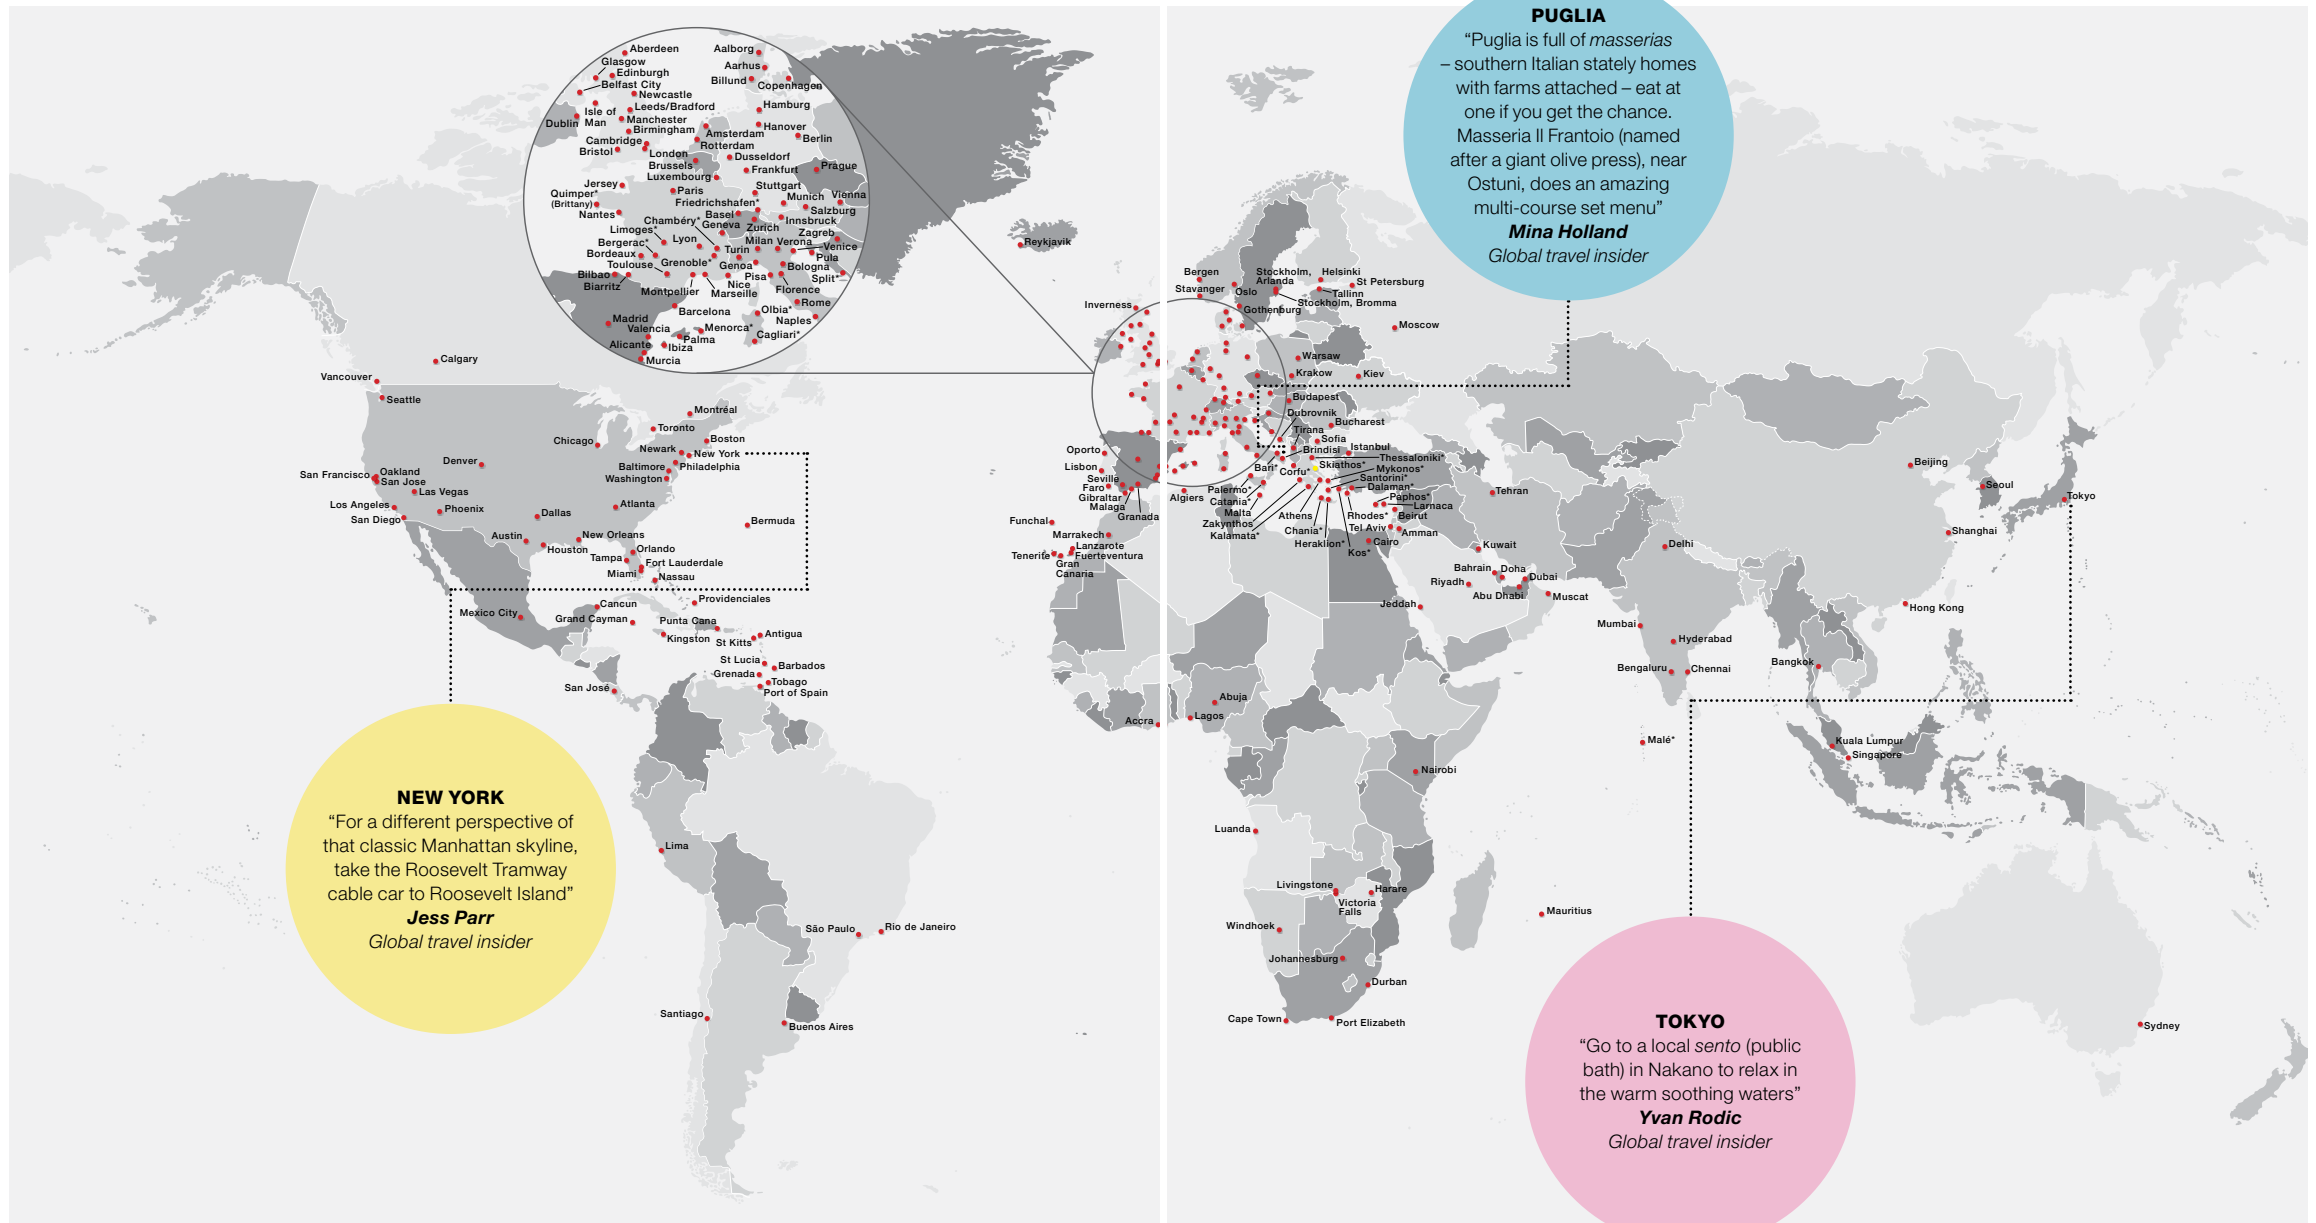 Aberdeen
Glasgow
Edinburgh
Belfast City
Newcastle
Isle of
Man
Leeds/Bradford
Dublin
Manchester
Birmingham
Cambridge
Bristol
London
Aalborg
Aarhus
Billund
Copenhagen
Hamburg
Hanover
Amsterdam
Berlin
Rotterdam
Brussels
Dusseldorf
Luxembourg
Frankfurt
Prague
Jersey
Quimper*
(Brittany)
Nantes
Paris
Stuttgart
Friedrichshafen*
Munich
Vienna
Salzburg
Basel
Chambéry*
Geneva
Zurich
Innsbruck
Limoges*
Lyon
Milan
Verona
Zagreb
Venice
Bergerac*
Bordeaux
Turin
Pula
Toulouse
Grenoble*
Genoa
Bologna
Bilbao
Biarritz
Pisa
Split*
Nice
Florence
Montpellier
Marseille
Rome
Barcelona
Olbia*
Naples
Madrid
Valencia
Menorca*
Palma
Cagliari*
Alicante
Ibiza
Murcia
Calgary
Vancouver
Seattle
Montréal
Toronto
Chicago
Boston
Newark
New York
Denver
Baltimore
Philadelphia
Washington
San Francisco
Oakland
San Jose
Las Vegas
Los Angeles
Phoenix
San Diego
Atlanta
Dallas
Bermuda
Austin
New Orleans
Houston
Orlando
Tampa
Fort Lauderdale
Miami
Nassau
Mexico City
Cancun
Providenciales
Grand Cayman
Punta Cana
Kingston
St Kitts
Antigua
St Lucia
Barbados
Grenada
Tobago
Port of Spain
San José
Lima
São Paulo
Rio de Janeiro
Santiago
Buenos Aires
NEW YORK
“For a different perspective of
that classic Manhattan skyline,
take the Roosevelt Tramway
cable car to Roosevelt Island”
Jess Parr
Global travel insider
Reykjavik
Inverness
Oporto
Lisbon
Seville
Faro
Gibraltar
Malaga
Granada
Algiers
Funchal
Marrakech
Lanzarote
Tenerife
Fuerteventura
Gran
Canaria
Accra
PUGLIA
“Puglia is full of masserias
– southern Italian stately homes
with farms attached – eat at
one if you get the chance.
Masseria Il Frantoio (named
after a giant olive press), near
Ostuni, does an amazing
multi-course set menu”
Mina Holland
Global travel insider
Bergen
Stavanger
Oslo
Stockholm,
Arlanda
Helsinki
St Petersburg
Tallinn
Stockholm, Bromma
Gothenburg
Moscow
Warsaw
Krakow
Kiev
Budapest
Dubrovnik
Bucharest
Tirana
Sofia
Brindisi
Istanbul
Thessaloniki*
Bari*
Corfu*
Skiathos*
Mykonos*
Santorini*
Palermo*
Dalaman*
Catania*
Paphos*
Malta
Larnaca
Zakynthos
Athens
Rhodes*
Beirut
Kalamata*
Chania*
Tel Aviv
Amman
Heraklion*
Cairo
Kos*
Tehran
Kuwait
Bahrain
Doha
Dubai
Riyadh
Abu Dhabi
Muscat
Jeddah
Abuja
Lagos
Nairobi
Luanda
Livingstone
Harare
Victoria
Falls
Windhoek
Johannesburg
Durban
Cape Town
Port Elizabeth
Mauritius
Delhi
Mumbai
Hyderabad
Bengaluru
Chennai
Malé*
Beijing
Seoul
Tokyo
Shanghai
Hong Kong
Bangkok
Kuala Lumpur
Singapore
Sydney
TOKYO
“Go to a local sento (public
bath) in Nakano to relax in
the warm soothing waters”
Yvan Rodic
Global travel insider